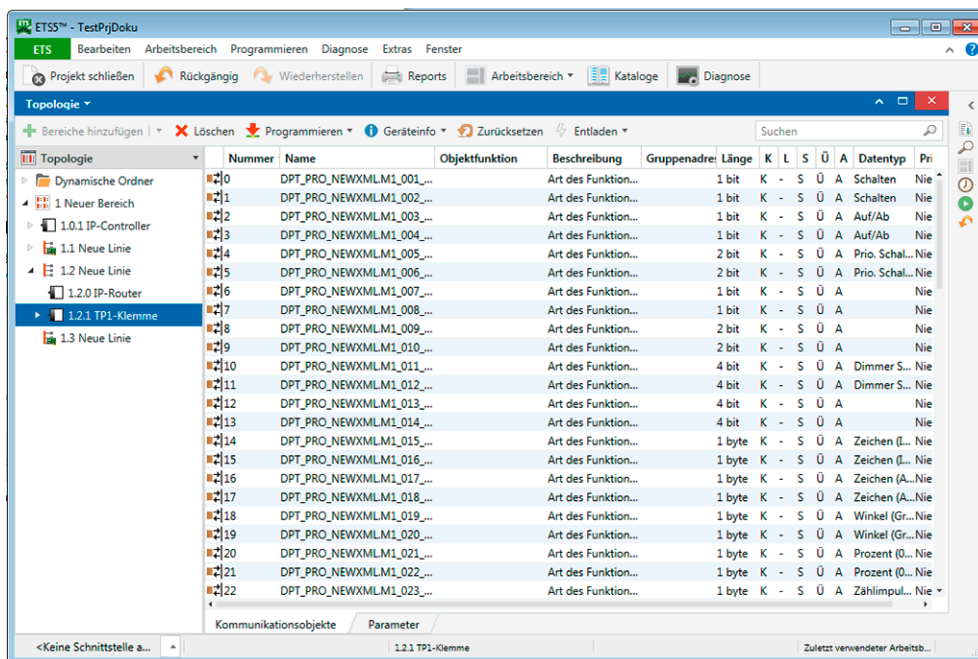 ETS5™ - TestPrjDoku
ETS Bearbeiten Arbeitsbereich Programmieren Diagnose Extras Fenster
Projekt schließen Rückgängig Wiederherstellen Reports Arbeitsbereich Kataloge Diagnose
Topologie
Bereiche hinzufügen Löschen Programmieren Geräteinfo Zurücksetzen Entladen Suchen
Topologie
Dynamische Ordner
1 Neuer Bereich
1.0.1 IP-Controller
1.1 Neue Linie
1.2 Neue Linie
1.2.0 IP-Router
1.2.1 TP1-Klemme
1.3 Neue Linie
Nummer Name Objektfunktion Beschreibung Gruppenadres Länge K L S Ü A Datentyp Pri
0 DPT_PRO_NEWXML.M1_001_... Art des Funktion... 1 bit K - S Ü A Schalten Nie
1 DPT_PRO_NEWXML.M1_002_... Art des Funktion... 1 bit K - S Ü A Schalten Nie
2 DPT_PRO_NEWXML.M1_003_... Art des Funktion... 1 bit K - S Ü A Auf/Ab Nie
3 DPT_PRO_NEWXML.M1_004_... Art des Funktion... 1 bit K - S Ü A Auf/Ab Nie
4 DPT_PRO_NEWXML.M1_005_... Art des Funktion... 2 bit K - S Ü A Prio. Schal... Nie
5 DPT_PRO_NEWXML.M1_006_... Art des Funktion... 2 bit K - S Ü A Prio. Schal... Nie
6 DPT_PRO_NEWXML.M1_007_... Art des Funktion... 1 bit K - S Ü A Nie
7 DPT_PRO_NEWXML.M1_008_... Art des Funktion... 1 bit K - S Ü A Nie
8 DPT_PRO_NEWXML.M1_009_... Art des Funktion... 2 bit K - S Ü A Nie
9 DPT_PRO_NEWXML.M1_010_... Art des Funktion... 2 bit K - S Ü A Nie
10 DPT_PRO_NEWXML.M1_011_... Art des Funktion... 4 bit K - S Ü A Dimmer S... Nie
11 DPT_PRO_NEWXML.M1_012_... Art des Funktion... 4 bit K - S Ü A Dimmer S... Nie
12 DPT_PRO_NEWXML.M1_013_... Art des Funktion... 4 bit K - S Ü A Nie
13 DPT_PRO_NEWXML.M1_014_... Art des Funktion... 4 bit K - S Ü A Nie
14 DPT_PRO_NEWXML.M1_015_... Art des Funktion... 1 byte K - S Ü A Zeichen (I... Nie
15 DPT_PRO_NEWXML.M1_016_... Art des Funktion... 1 byte K - S Ü A Zeichen (I... Nie
16 DPT_PRO_NEWXML.M1_017_... Art des Funktion... 1 byte K - S Ü A Zeichen (A... Nie
17 DPT_PRO_NEWXML.M1_018_... Art des Funktion... 1 byte K - S Ü A Zeichen (A... Nie
18 DPT_PRO_NEWXML.M1_019_... Art des Funktion... 1 byte K - S Ü A Winkel (Gr... Nie
19 DPT_PRO_NEWXML.M1_020_... Art des Funktion... 1 byte K - S Ü A Winkel (Gr... Nie
20 DPT_PRO_NEWXML.M1_021_... Art des Funktion... 1 byte K - S Ü A Prozent (0... Nie
21 DPT_PRO_NEWXML.M1_022_... Art des Funktion... 1 byte K - S Ü A Prozent (0... Nie
22 DPT_PRO_NEWXML.M1_023_... Art des Funktion... 1 byte K - S Ü A Zählimpul... Nie
Kommunikationsobjekte Parameter
<Keine Schnittstelle a... 1.2.1 TP1-Klemme Zuletzt verwendeter Arbeitsb...